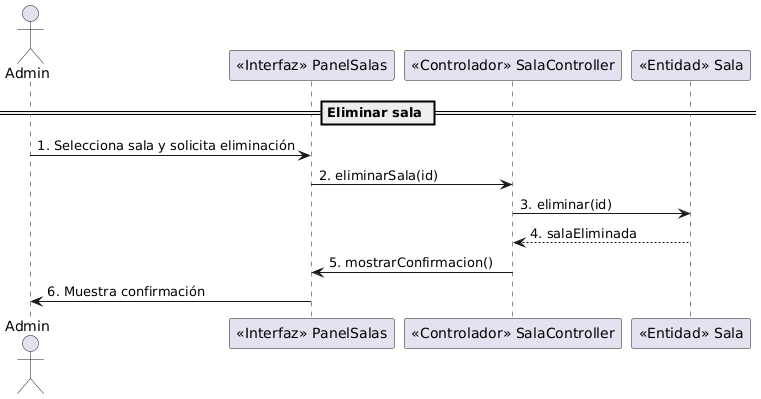 Admin
«Interfaz» PanelSalas
«Controlador» SalaController
«Entidad» Sala
Eliminar sala
1. Selecciona sala y solicita eliminación
2. eliminarSala(id)
3. eliminar(id)
4. salaEliminada
5. mostrarConfirmacion()
6. Muestra confirmación
Admin
«Interfaz» PanelSalas
«Controlador» SalaController
«Entidad» Sala